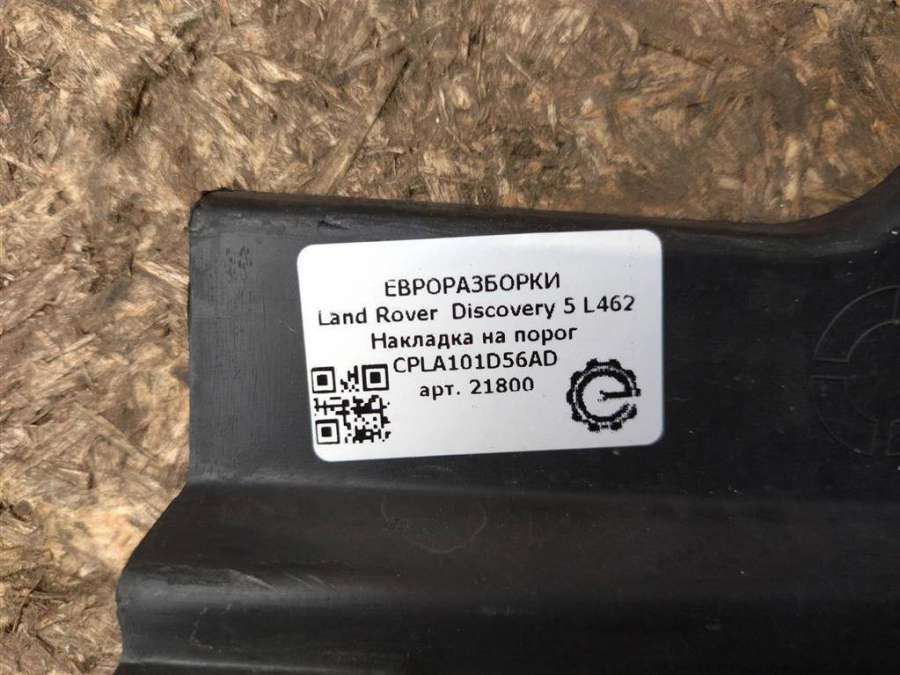 ЕВРОРАЗБОРКИ
Land Rover Discovery 5 L462
Накладка на порог
CPLA101D56AD
арт. 21800